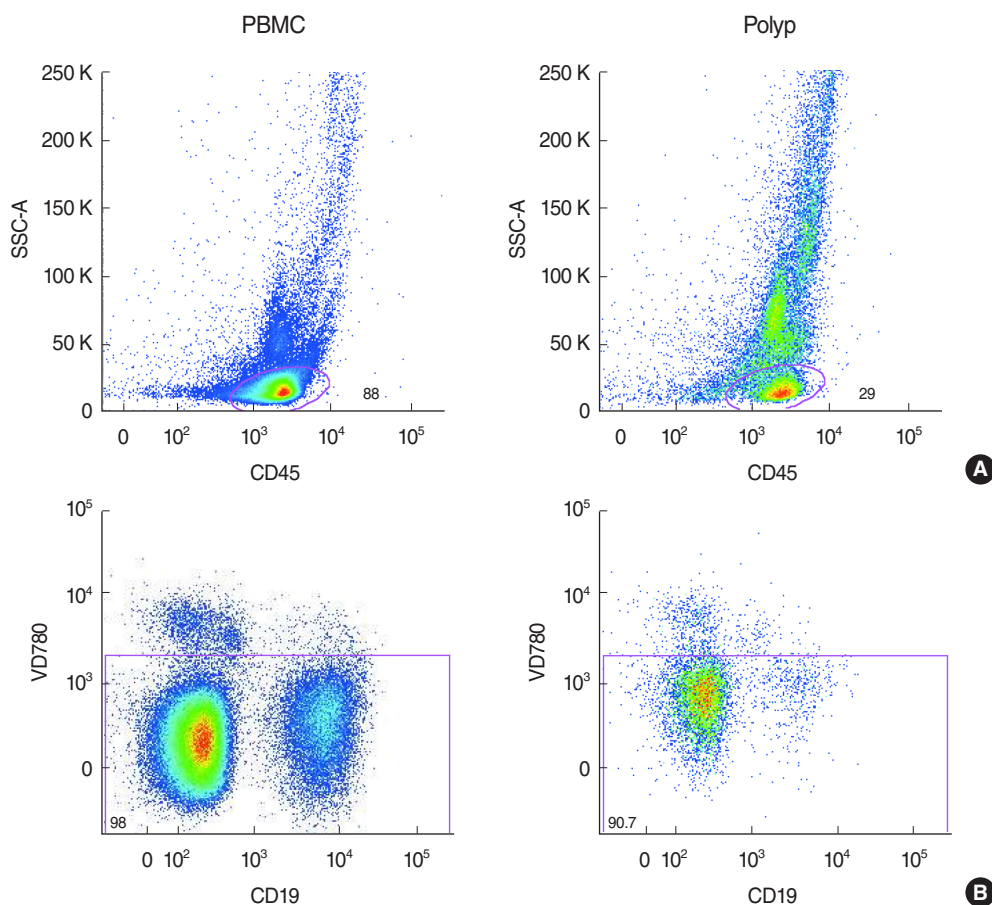 PBMC
Polyp
250 K
200 K
150 K
100 K
50 K
0
SSC-A
88
0 10² 10³ 10⁴ 10⁵
CD45
250 K
200 K
150 K
100 K
50 K
0
SSC-A
29
0 10² 10³ 10⁴ 10⁵
CD45
A
10⁵
10⁴
10³
0
VD780
98
0 10² 10³ 10⁴ 10⁵
CD19
10⁵
10⁴
10³
0
VD780
90.7
0 10² 10³ 10⁴ 10⁵
CD19
B